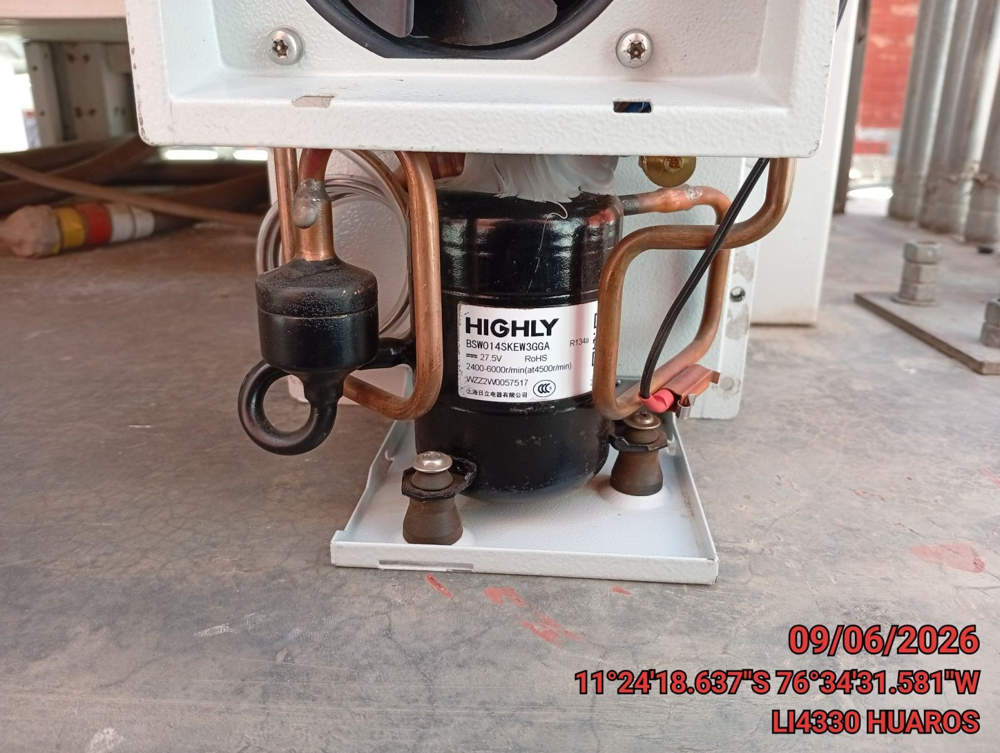 HIGHLY
BSW014SKEW3GGA R134a
27.5V RoHS
2400-6000r/min(at4500r/min)
WZZ2W0057517
上海日立电器有限公司
09/06/2026
11°24'18.637"S 76°34'31.581"W
LI4330 HUAROS